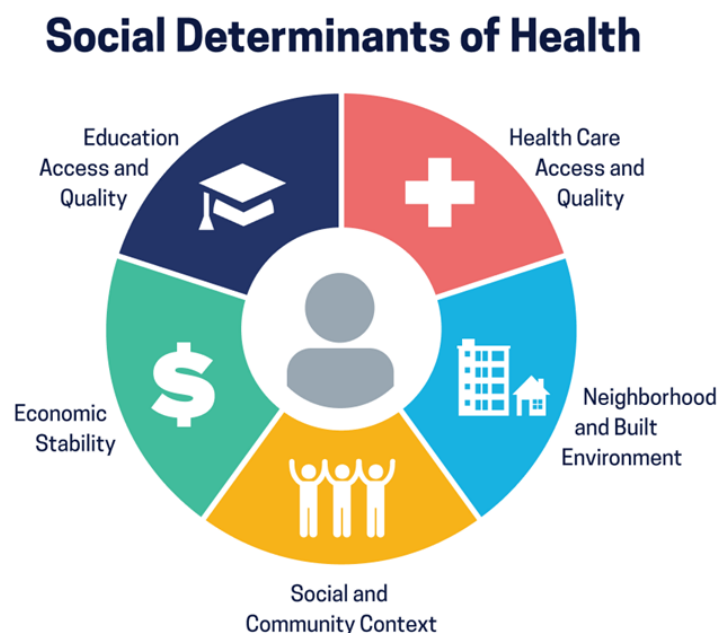 Social Determinants of Health
Education
Access and
Quality
Health Care
Access and
Quality
Economic
Stability
Neighborhood
and Built
Environment
Social and
Community Context